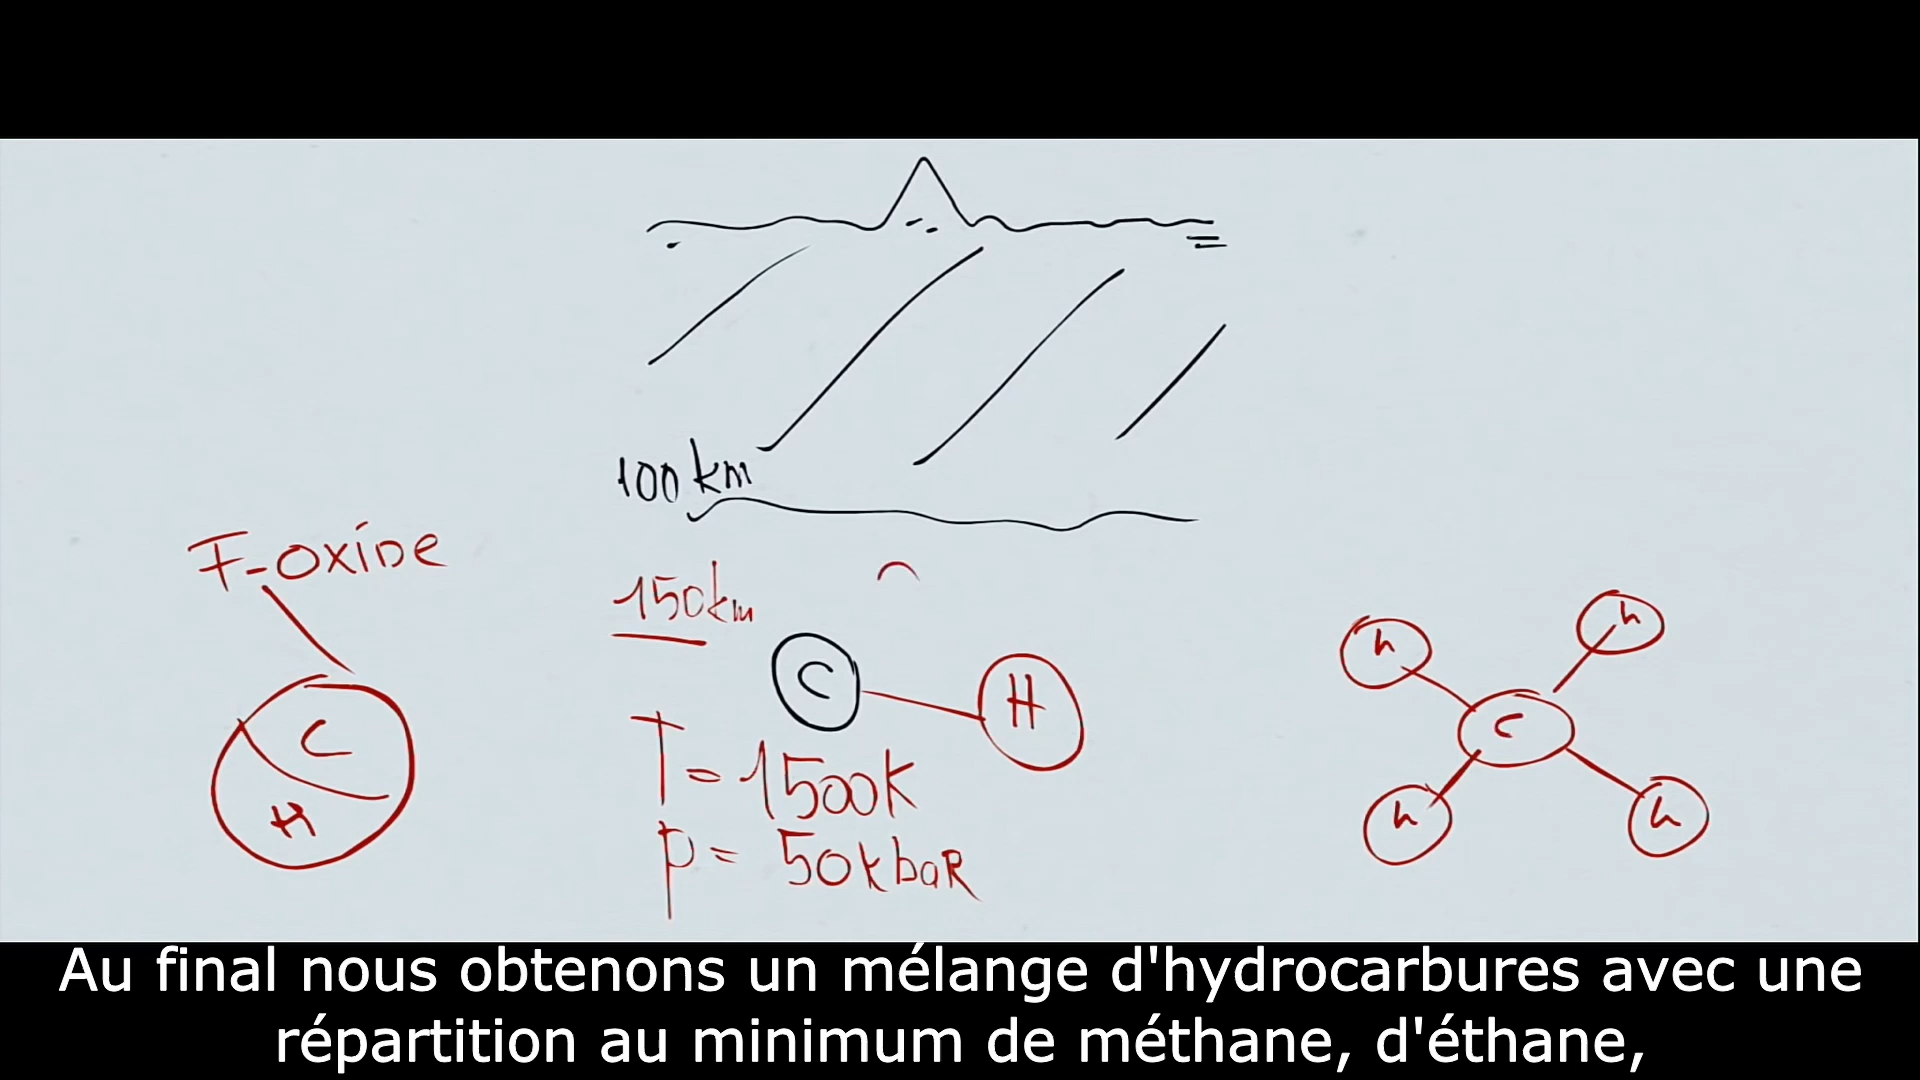 100 km
F-OXIDE
150km
C
H
C
H
T = 1500K
P = 50kbaR
h
h
C
h
h
Au final nous obtenons un mélange d'hydrocarbures avec une
répartition au minimum de méthane, d'éthane,